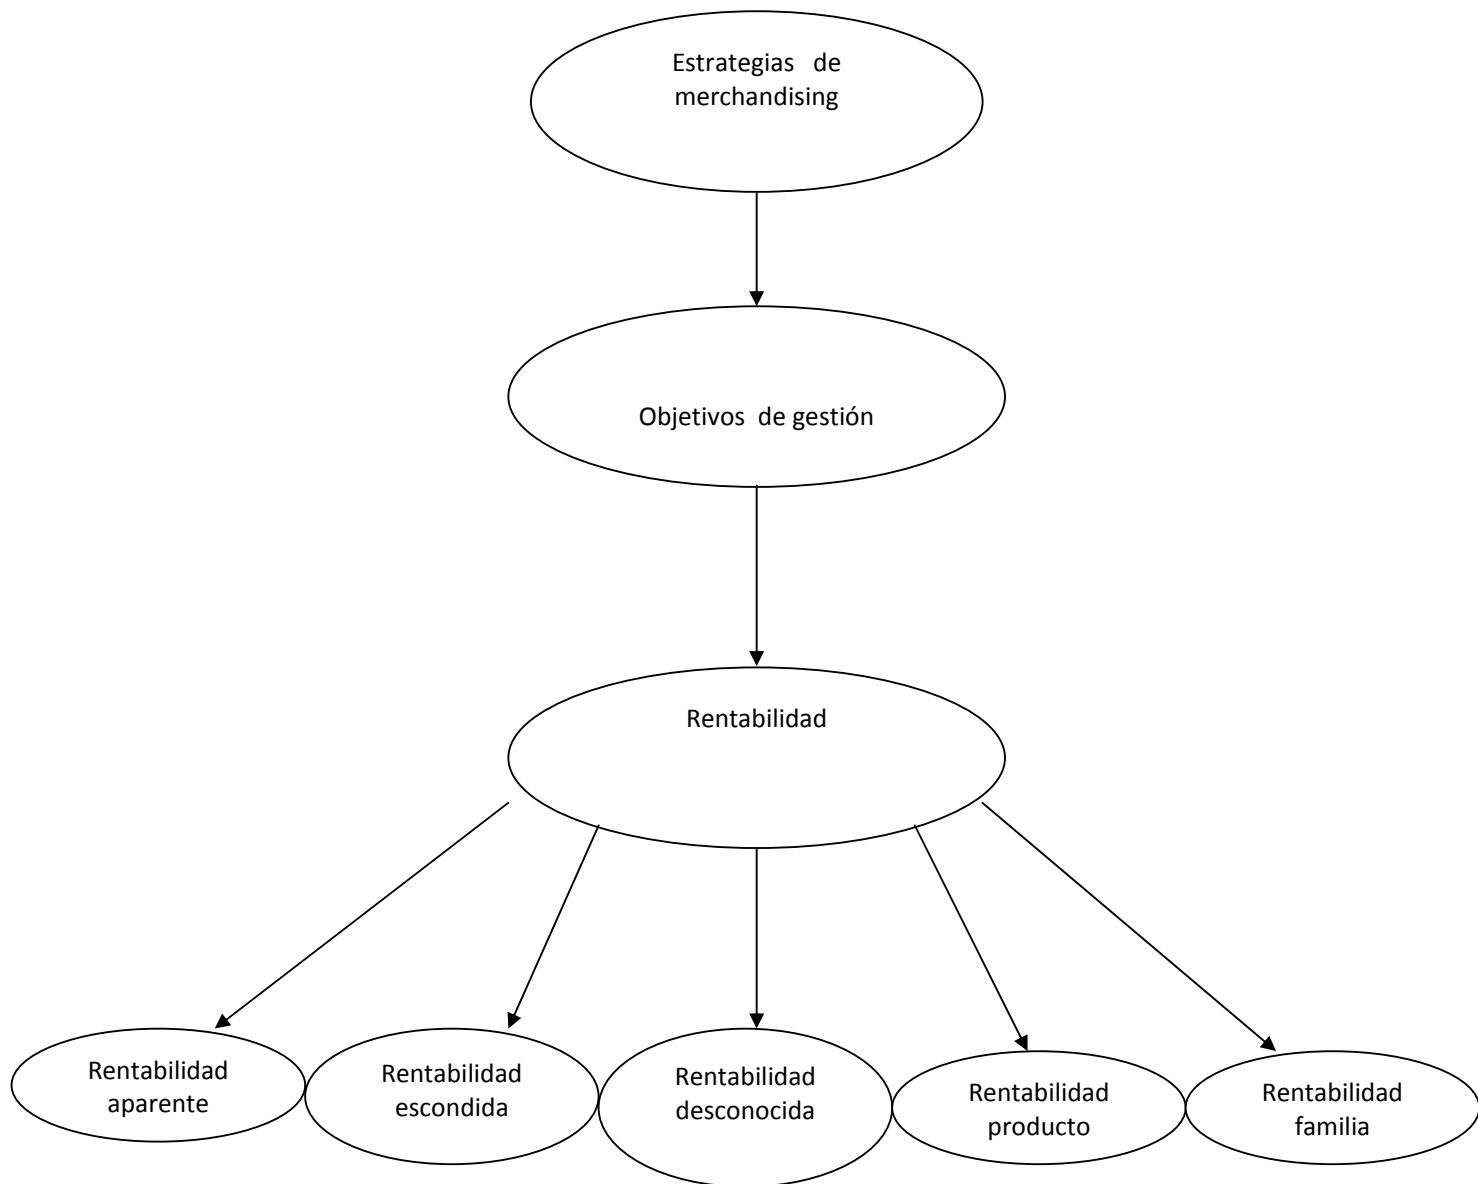 Estrategias de
merchandising
Objetivos de gestión
Rentabilidad
Rentabilidad
aparente
Rentabilidad
escondida
Rentabilidad
desconocida
Rentabilidad
producto
Rentabilidad
familia